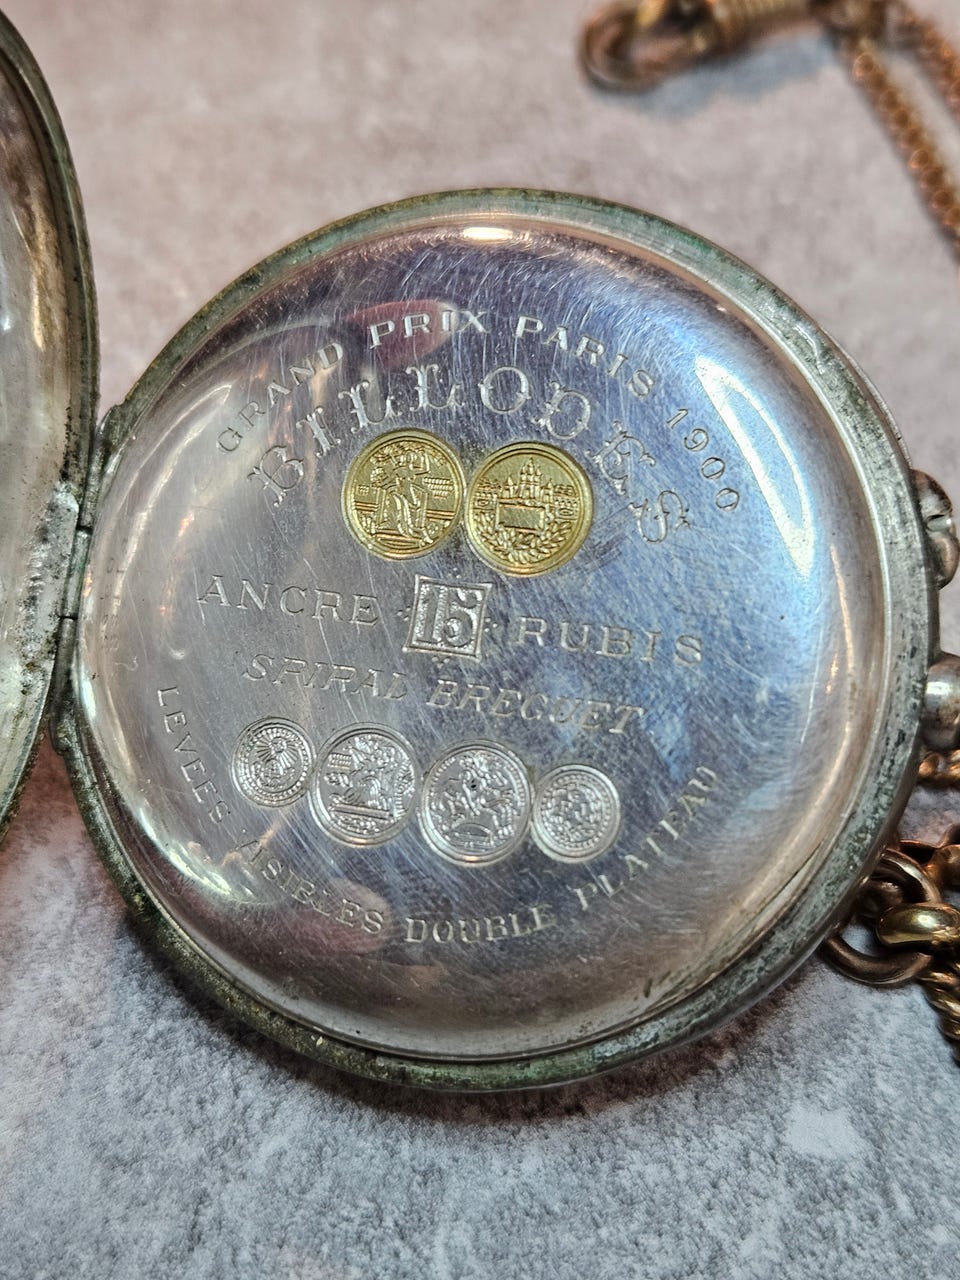 GRAND PRIX PARIS 1900
BILLODES
ANCRE 15 RUBIS
SPIRAL BREGUET
LEVEES VISIBLES DOUBLE PLATEAU